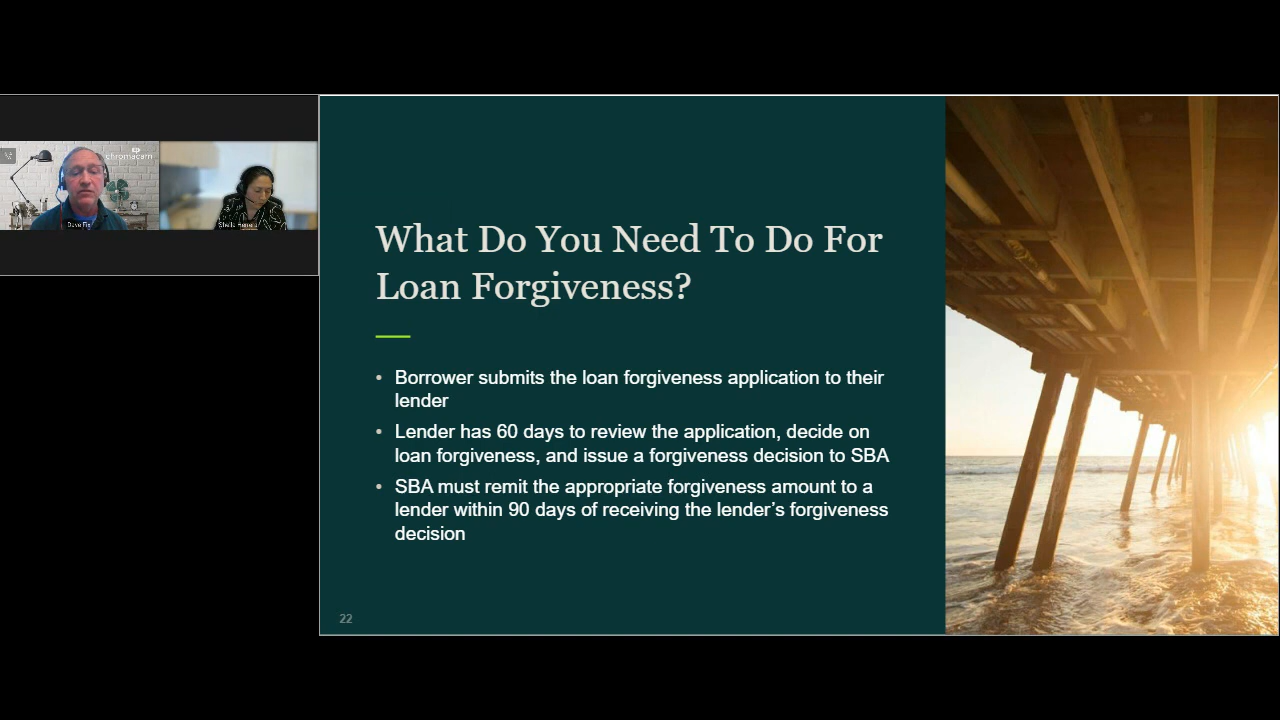 chromacam
Dave Fi
What Do You Need To Do For
Loan Forgiveness?
• Borrower submits the loan forgiveness application to their
lender
• Lender has 60 days to review the application, decide on
loan forgiveness, and issue a forgiveness decision to SBA
• SBA must remit the appropriate forgiveness amount to a
lender within 90 days of receiving the lender’s forgiveness
decision
22